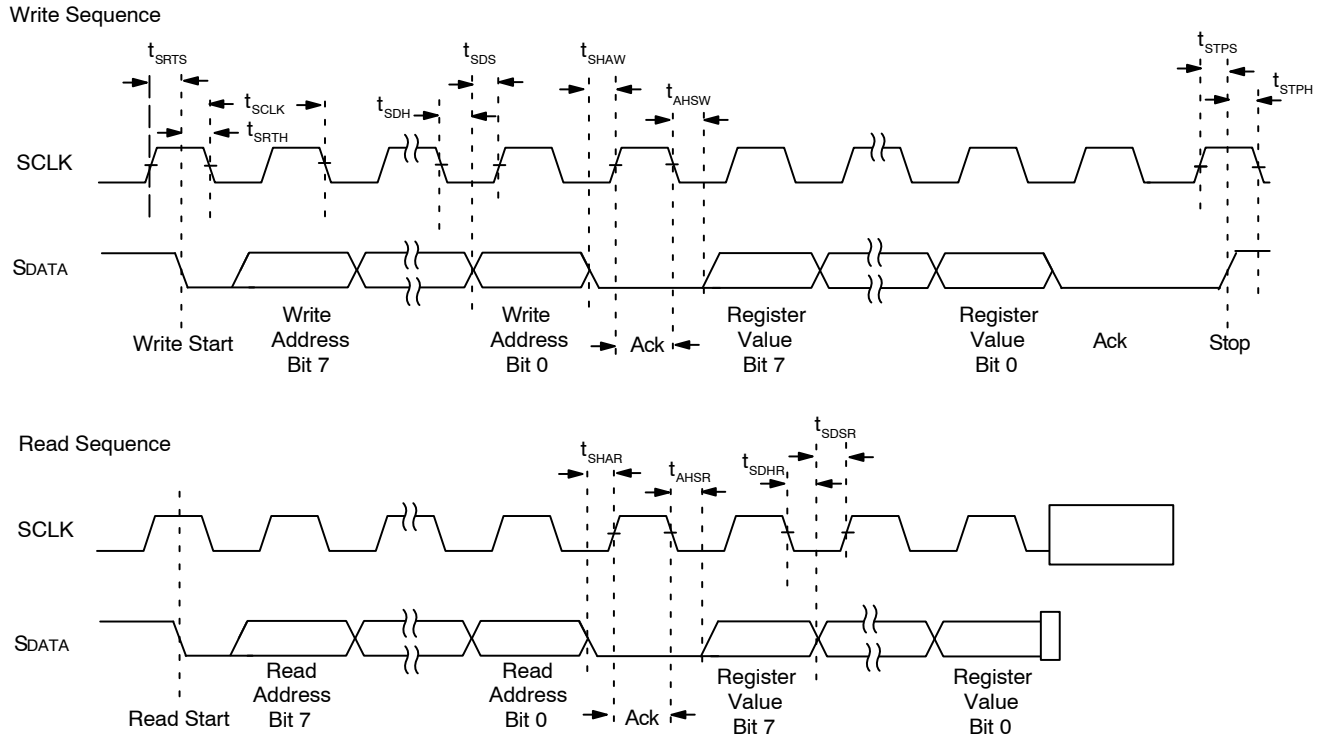 Write Sequence
tSRTS
tSDS
tSHAW
tSTPS
tSCLK
tSDH
tAHSW
tSTPH
tSRTH
SCLK
SDATA
Write Start
Write
Address
Bit 7
Write
Address
Bit 0
Ack
Register
Value
Bit 7
Register
Value
Bit 0
Ack
Stop
Read Sequence
tSHAR
tAHSR
tSDHR
tSDSR
SCLK
SDATA
Read Start
Read
Address
Bit 7
Read
Address
Bit 0
Ack
Register
Value
Bit 7
Register
Value
Bit 0